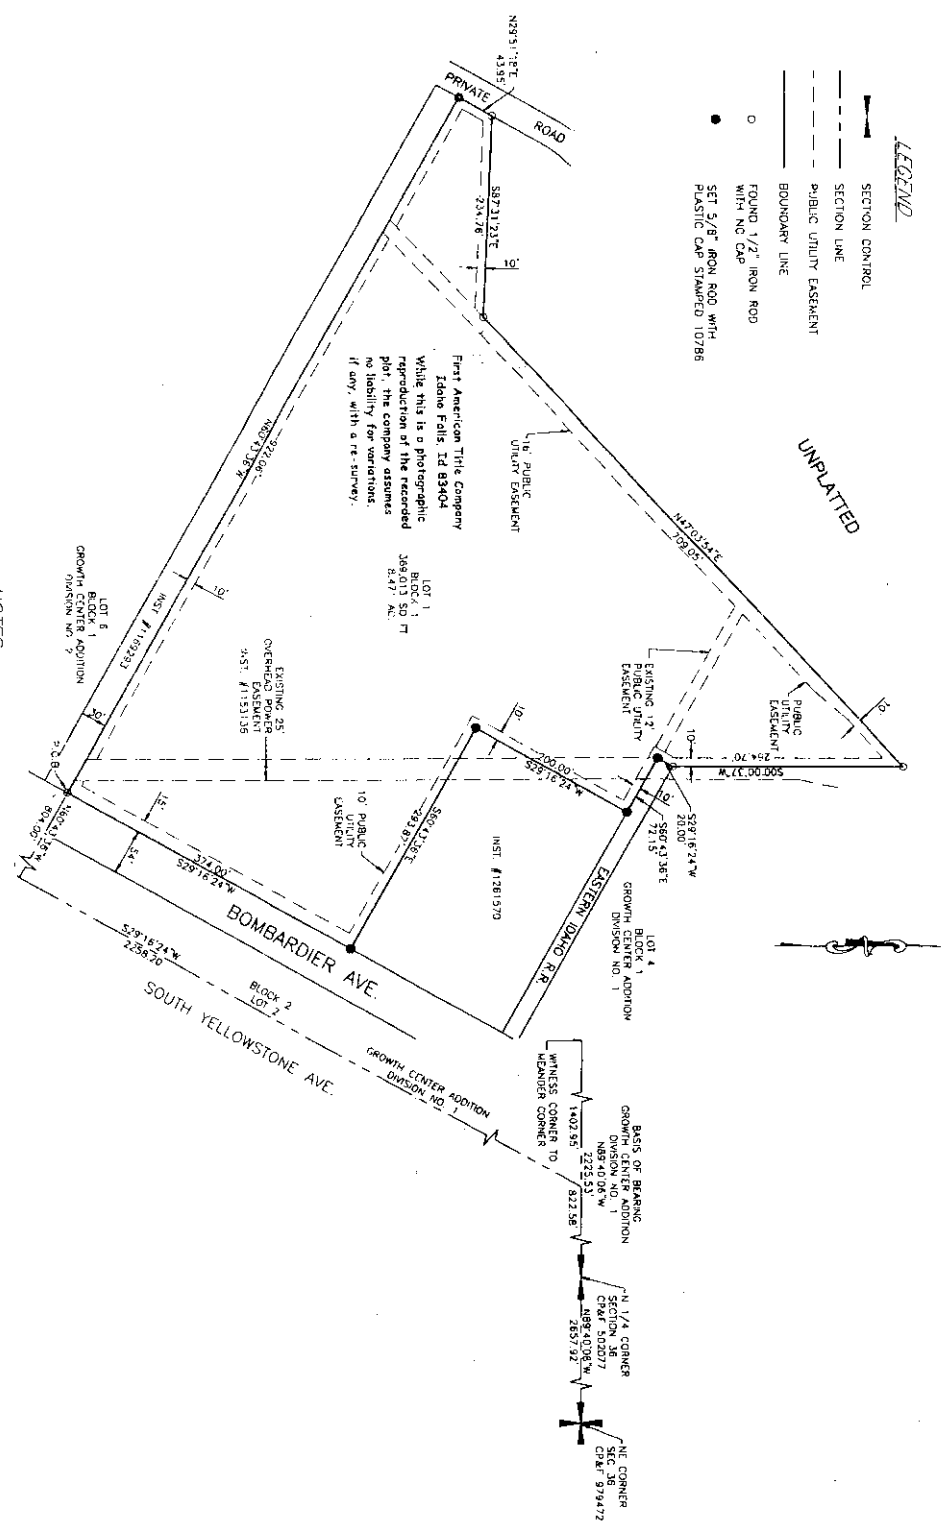 LEGEND
SECTION CONTROL
SECTION LINE
PUBLIC UTILITY EASEMENT
BOUNDARY LINE
FOUND 1/2" IRON ROD
WITH NO CAP
SET 5/8" IRON ROD WITH
PLASTIC CAP STAMPED 10786
UNPLATTED
PRIVATE
ROAD
43.95'
S87°31'23"E
234.76'
10'
N47°03'54"E
709.05'
16' PUBLIC
UTILITY EASEMENT
PUBLIC
UTILITY
EASEMENT
10'
First American Title Company
Idaho Falls, Id 83404
While this is a photographic
reproduction of the recorded
plat, the company assumes
no liability for variations,
if any, with a re-survey.
LOT 1
BLOCK 1
369,013 SQ FT
8.47 AC.
N60°43'36"W
922.06'
10'
INST. #1169293
30'
LOT 6
BLOCK 1
GROWTH CENTER ADDITION
DIVISION NO. 2
EXISTING 25'
OVERHEAD POWER
EASEMENT
INST. #1153136
EXISTING 12'
PUBLIC UTILITY
EASEMENT
10'
264.70'
S00°00'37"W
S29°16'24"W
20.00'
S60°43'36"E
72.15'
10'
10'
200.00'
S29°16'24"W
S60°43'36"E
293.87'
10' PUBLIC
UTILITY
EASEMENT
INST. #1261570
EASTERN IDAHO R.R.
LOT 4
BLOCK 1
GROWTH CENTER ADDITION
DIVISION NO. 1
P.O.B.
N60°43'36"W
804.00'
15'
54'
374.00'
S29°16'24"W
BOMBARDIER AVE.
S29°16'24"W
2258.20
BLOCK 2
LOT 2
SOUTH YELLOWSTONE AVE.
GROWTH CENTER ADDITION
DIVISION NO. 1
WITNESS CORNER TO
MEANDER CORNER
BASIS OF BEARING
GROWTH CENTER ADDITION
DIVISION NO. 1
N89°40'06"W
2225.53'
1402.95'
822.58'
N 1/4 CORNER
SECTION 36
CP&F 502077
N89°40'06"W
2657.92'
NE CORNER
SEC 36
CP&F 979472